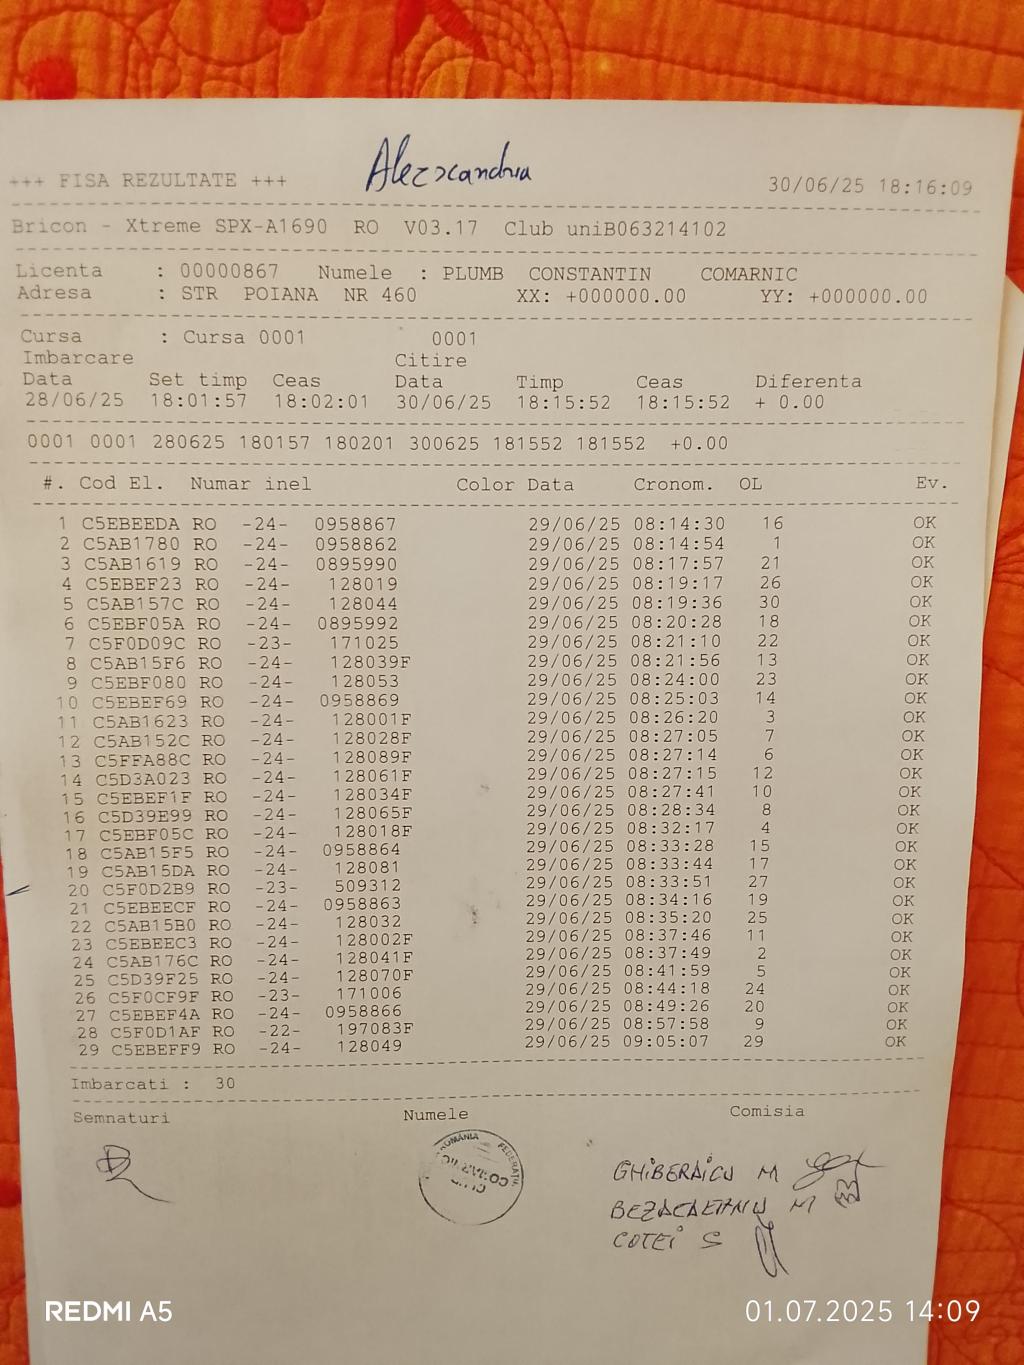 Alexandria
+++ FISA REZULTATE +++ 30/06/25 18:16:09
Bricon - Xtreme SPX-A1690 RO V03.17 Club uniB063214102
Licenta : 00000867 Numele : PLUMB CONSTANTIN COMARNIC
Adresa : STR POIANA NR 460 XX: +000000.00 YY: +000000.00
Cursa : Cursa 0001 0001
Imbarcare Citire
Data Set timp Ceas Data Timp Ceas Diferenta
28/06/25 18:01:57 18:02:01 30/06/25 18:15:52 18:15:52 + 0.00
0001 0001 280625 180157 180201 300625 181552 181552 +0.00
#. Cod El. Numar inel Color Data Cronom. OL Ev.
1 C5EBEEDA RO -24- 0958867 29/06/25 08:14:30 16 OK
2 C5AB1780 RO -24- 0958862 29/06/25 08:14:54 1 OK
3 C5AB1619 RO -24- 0895990 29/06/25 08:17:57 21 OK
4 C5EBEF23 RO -24- 128019 29/06/25 08:19:17 26 OK
5 C5AB157C RO -24- 128044 29/06/25 08:19:36 30 OK
6 C5EBF05A RO -24- 0895992 29/06/25 08:20:28 18 OK
7 C5F0D09C RO -23- 171025 29/06/25 08:21:10 22 OK
8 C5AB15F6 RO -24- 128039F 29/06/25 08:21:56 13 OK
9 C5EBF080 RO -24- 128053 29/06/25 08:24:00 23 OK
10 C5EBEF69 RO -24- 0958869 29/06/25 08:25:03 14 OK
11 C5AB1623 RO -24- 128001F 29/06/25 08:26:20 3 OK
12 C5AB152C RO -24- 128028F 29/06/25 08:27:05 7 OK
13 C5FFA88C RO -24- 128089F 29/06/25 08:27:14 6 OK
14 C5D3A023 RO -24- 128061F 29/06/25 08:27:15 12 OK
15 C5EBEF1F RO -24- 128034F 29/06/25 08:27:41 10 OK
16 C5D39E99 RO -24- 128065F 29/06/25 08:28:34 8 OK
17 C5EBF05C RO -24- 128018F 29/06/25 08:32:17 4 OK
18 C5AB15F5 RO -24- 0958864 29/06/25 08:33:28 15 OK
19 C5AB15DA RO -24- 128081 29/06/25 08:33:44 17 OK
20 C5F0D2B9 RO -23- 509312 29/06/25 08:33:51 27 OK
21 C5EBEECF RO -24- 0958863 29/06/25 08:34:16 19 OK
22 C5AB15B0 RO -24- 128032 29/06/25 08:35:20 25 OK
23 C5EBEEC3 RO -24- 128002F 29/06/25 08:37:46 11 OK
24 C5AB176C RO -24- 128041F 29/06/25 08:37:49 2 OK
25 C5D39F25 RO -24- 128070F 29/06/25 08:41:59 5 OK
26 C5F0CF9F RO -23- 171006 29/06/25 08:44:18 24 OK
27 C5EBEF4A RO -24- 0958866 29/06/25 08:49:26 20 OK
28 C5F0D1AF RO -22- 197083F 29/06/25 08:57:58 9 OK
29 C5EBEFF9 RO -24- 128049 29/06/25 09:05:07 29 OK
Imbarcati : 30
Semnaturi Numele Comisia
ROMÂNIA
CLUB
COMARNIC
GHIBERDICU M
M
COTEI S
REDMI A5 01.07.2025 14:09